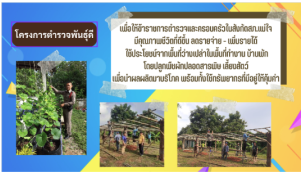 โครงการตำรวจพันธุ์ดี
เพื่อให้ข้าราชการตำรวจและครอบครัวในสังกัดสภ.แม่ใจ
มีคุณภาพชีวิตที่ดีขึ้น ลดรายจ่าย - เพิ่มรายได้
ใช้ประโยชน์จากพื้นที่ว่างเปล่าในพื้นที่ทำงาน บ้านพัก
โดยปลูกพืชผักปลอดสารพิษ เลี้ยงสัตว์
เพื่อนำผลผลิตมาบริโภค พร้อมทั้งใช้ทรัพยากรที่มีอยู่ให้คุ้มค่า